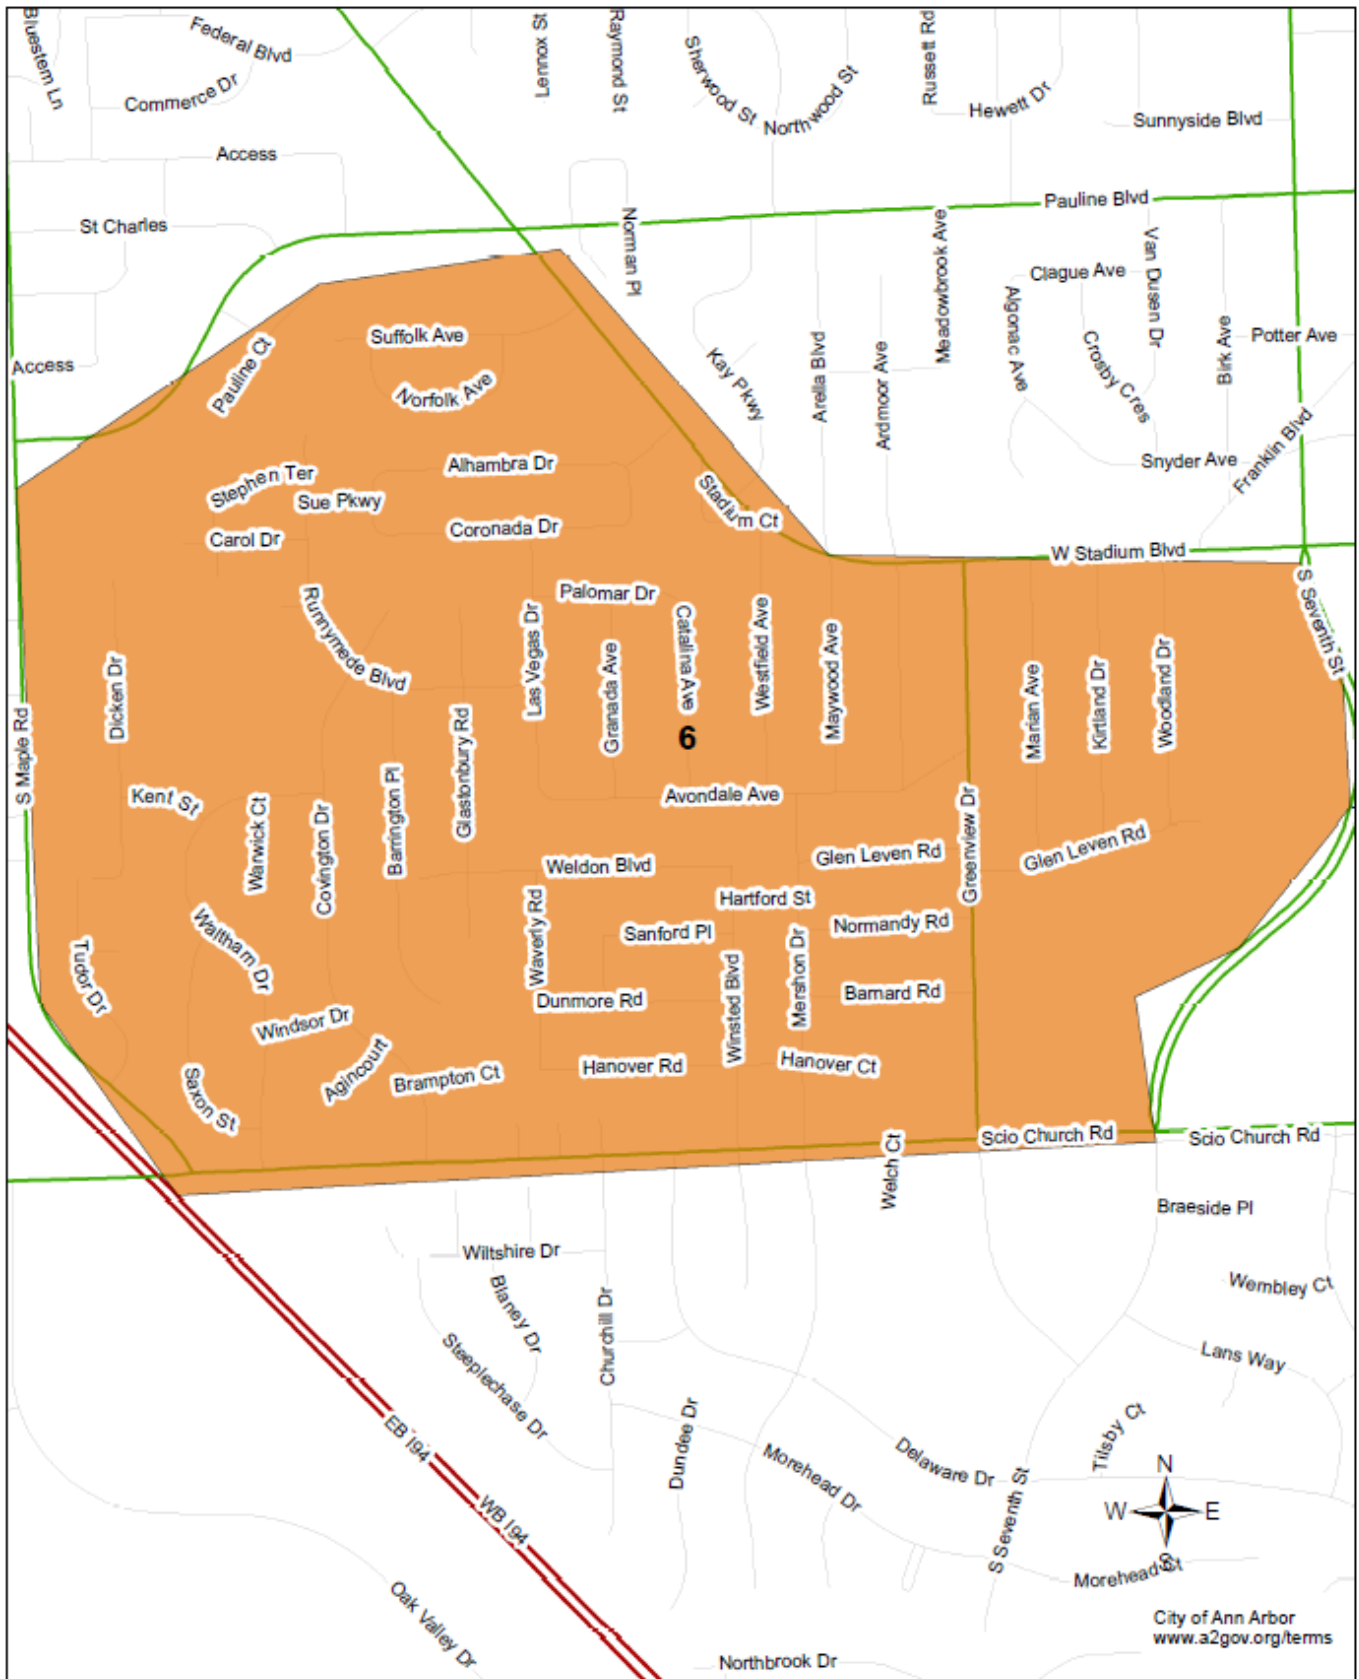 Bluestem Ln
Federal Blvd
Commerce Dr
Lennox St
Raymond St
Sherwood St
Northwood St
Russett Rd
Hewett Dr
Sunnyside Blvd
Access
St Charles
Pauline Blvd
Norman Pl
Meadowbrook Ave
Van Dusen Dr
Clague Ave
Algonac Ave
Crosby Cres
Birk Ave
Potter Ave
Access
Pauline Ct
Suffolk Ave
Norfolk Ave
Kay Pkwy
Arella Blvd
Ardmoor Ave
Snyder Ave
Franklin Blvd
Stephen Ter
Sue Pkwy
Alhambra Dr
Stadium Ct
Carol Dr
Coronada Dr
W Stadium Blvd
Runnymede Blvd
Palomar Dr
Las Vegas Dr
Granada Ave
Catalina Ave
Westfield Ave
Maywood Ave
S Seventh St
Dicken Dr
Marian Ave
Kirtland Dr
Woodland Dr
S Maple Rd
Glastonbury Rd
6
Kent St
Warwick Ct
Covington Dr
Barrington Pl
Avondale Ave
Greenview Dr
Weldon Blvd
Glen Leven Rd
Glen Leven Rd
Hartford St
Waltham Dr
Waverly Rd
Sanford Pl
Normandy Rd
Tudor Dr
Winsted Blvd
Mershon Dr
Dunmore Rd
Barnard Rd
Windsor Dr
Agincourt
Saxon St
Brampton Ct
Hanover Rd
Hanover Ct
Scio Church Rd
Scio Church Rd
Welch Ct
Braeside Pl
Wiltshire Dr
Blaney Dr
Wembley Ct
Steeplechase Dr
Churchill Dr
Lans Way
EB I94
WB I94
Dundee Dr
Morehead Dr
Delaware Dr
Tilsby Ct
S Seventh St
N
W
E
S
Morehead Ct
Oak Valley Dr
City of Ann Arbor
www.a2gov.org/terms
Northbrook Dr